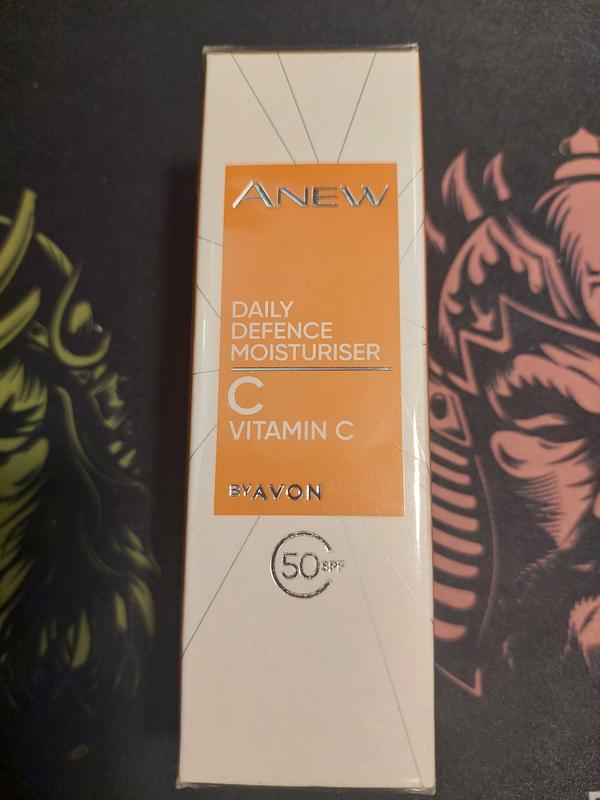 ANEW
DAILY
DEFENCE
MOISTURISER
C
VITAMIN C
BY AVON
50 SPF